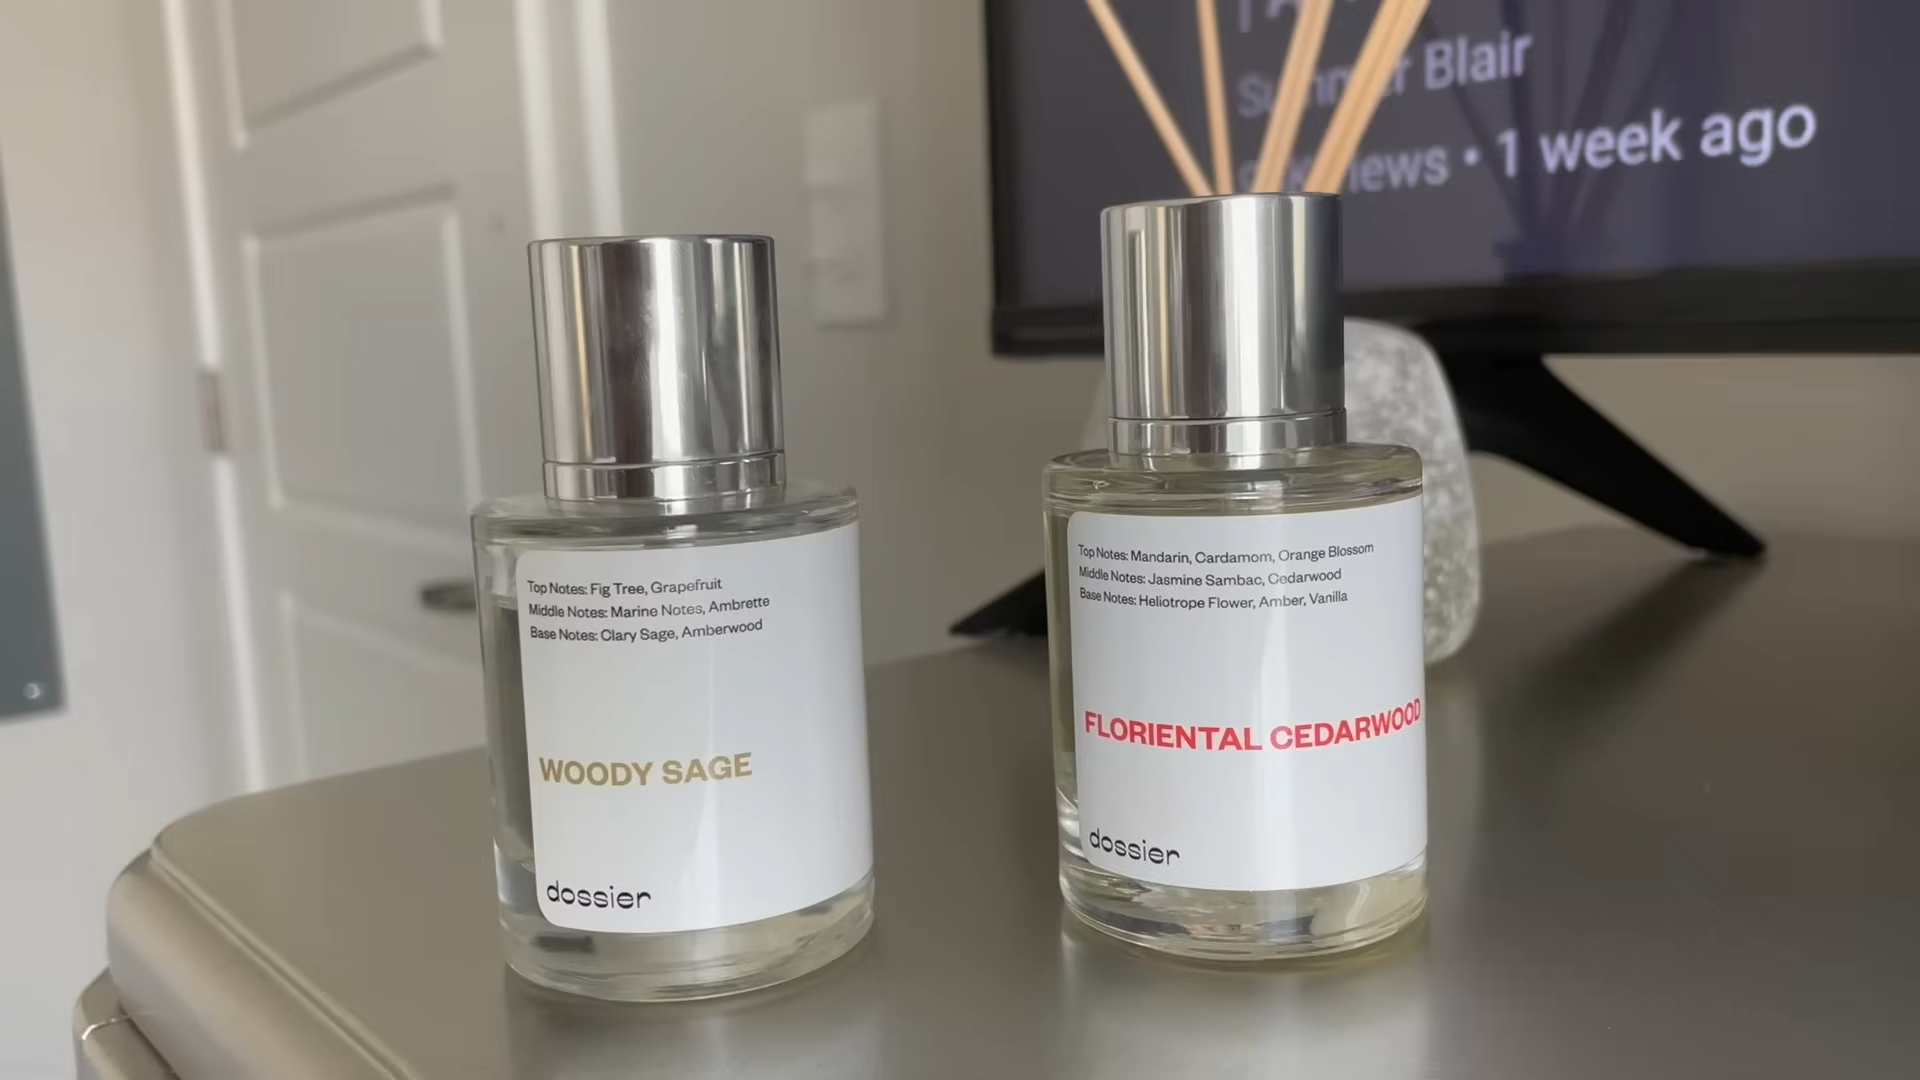 Summer Blair
views • 1 week ago
Top Notes: Fig Tree, Grapefruit
Middle Notes: Marine Notes, Ambrette
Base Notes: Clary Sage, Amberwood
WOODY SAGE
dossier
Top Notes: Mandarin, Cardamom, Orange Blossom
Middle Notes: Jasmine Sambac, Cedarwood
Base Notes: Heliotrope Flower, Amber, Vanilla
FLORIENTAL CEDARWOOD
dossier